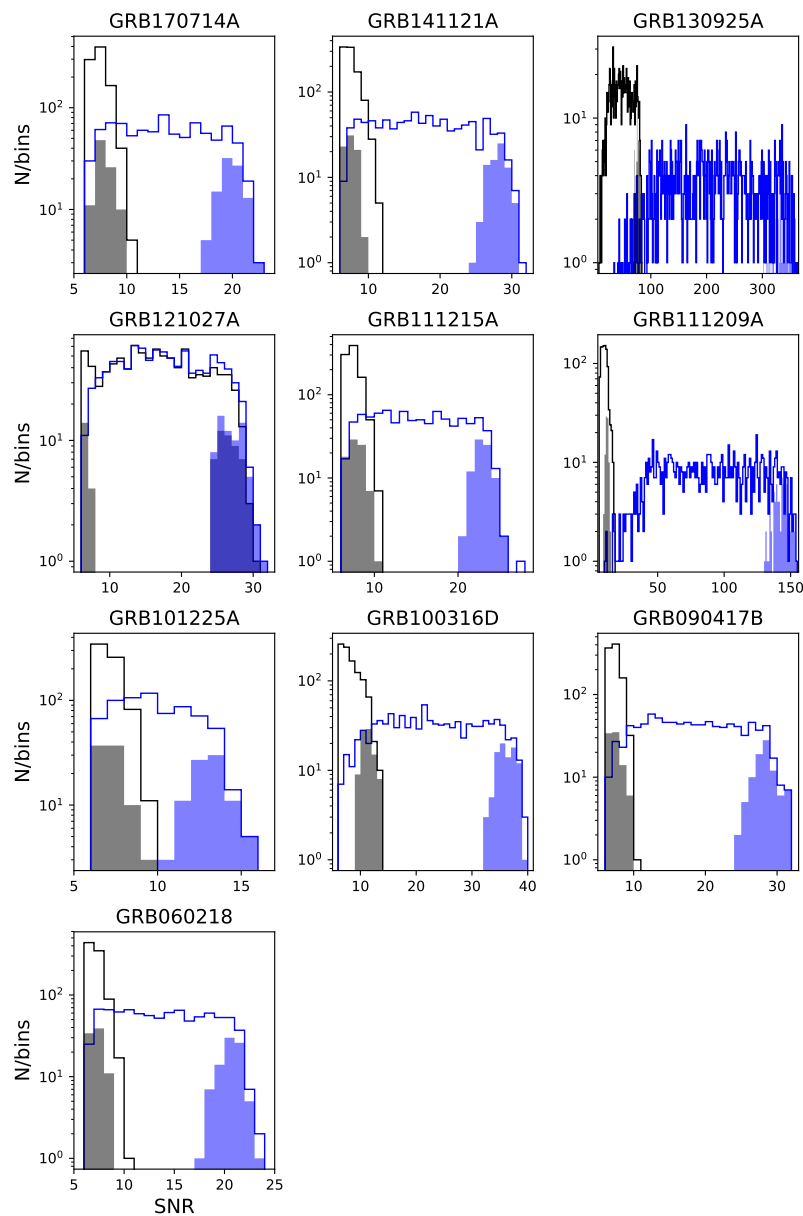 GRB170714A GRB141121A GRB130925A
N/bins
10² 10² 10¹
10¹ 10¹
10⁰ 10⁰
5 10 15 20 10 20 30 100 200 300
GRB121027A GRB111215A GRB111209A
N/bins
10² 10²
10¹ 10¹ 10¹
10⁰ 10⁰ 10⁰
10 20 30 10 20 50 100 150
GRB101225A GRB100316D GRB090417B
N/bins
10² 10² 10²
10¹ 10¹ 10¹
10⁰ 10⁰
5 10 15 10 20 30 40 10 20 30
GRB060218
N/bins
10²
10¹
10⁰
5 10 15 20 25
SNR